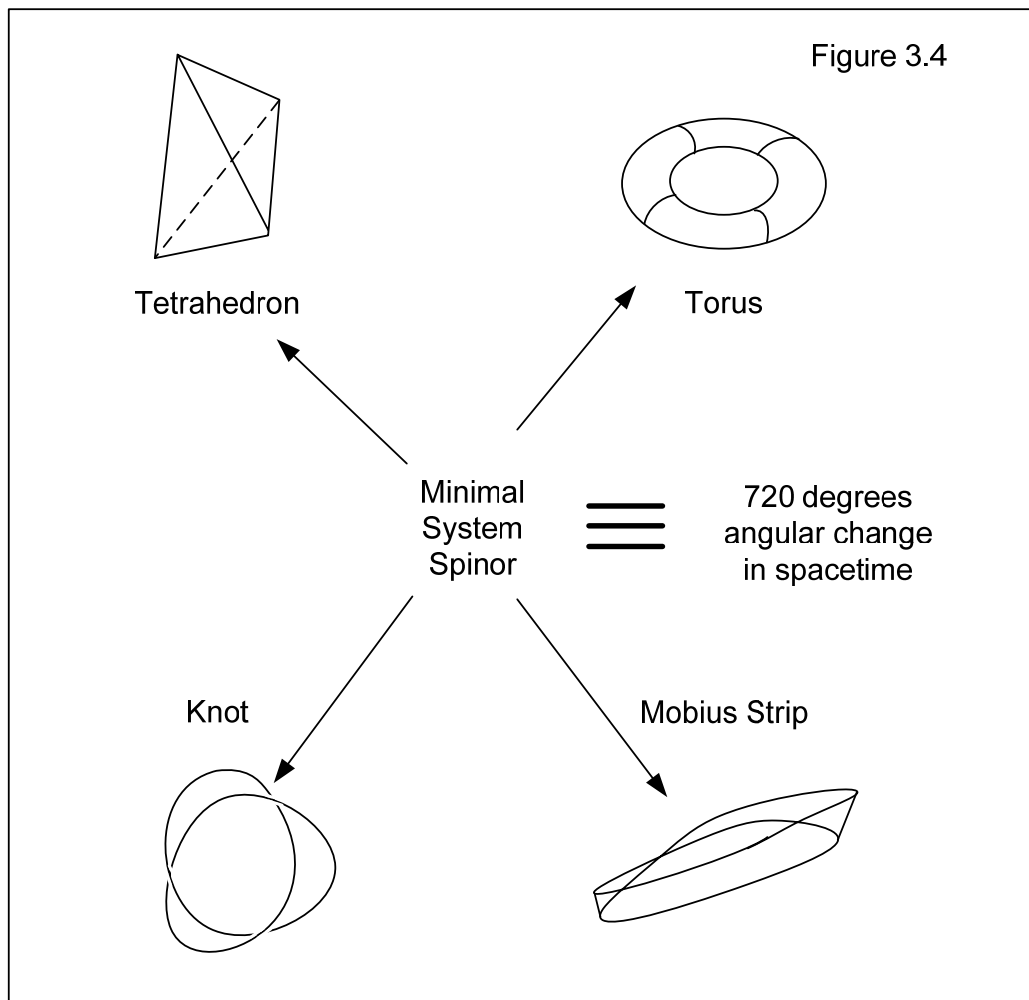 Figure 3.4
Tetrahedron
Torus
Minimal
System
Spinor
720 degrees
angular change
in spacetime
Knot
Mobius Strip